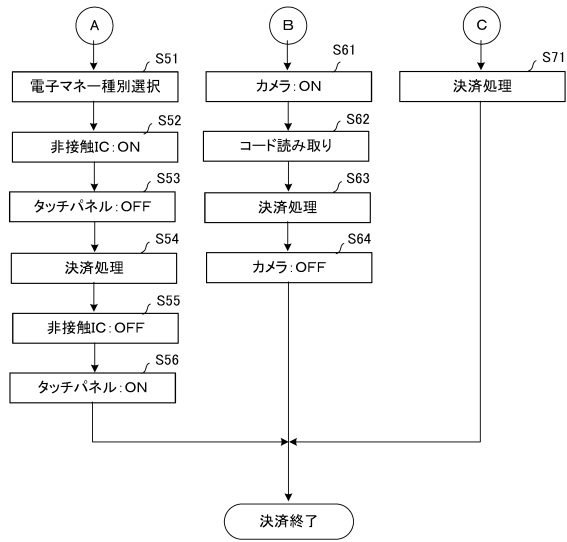 A
S51
電子マネー種別選択
S52
非接触IC:ON
S53
タッチパネル:OFF
S54
決済処理
S55
非接触IC:OFF
S56
タッチパネル:ON
B
S61
カメラ:ON
S62
コード読み取り
S63
決済処理
S64
カメラ:OFF
C
S71
決済処理
決済終了